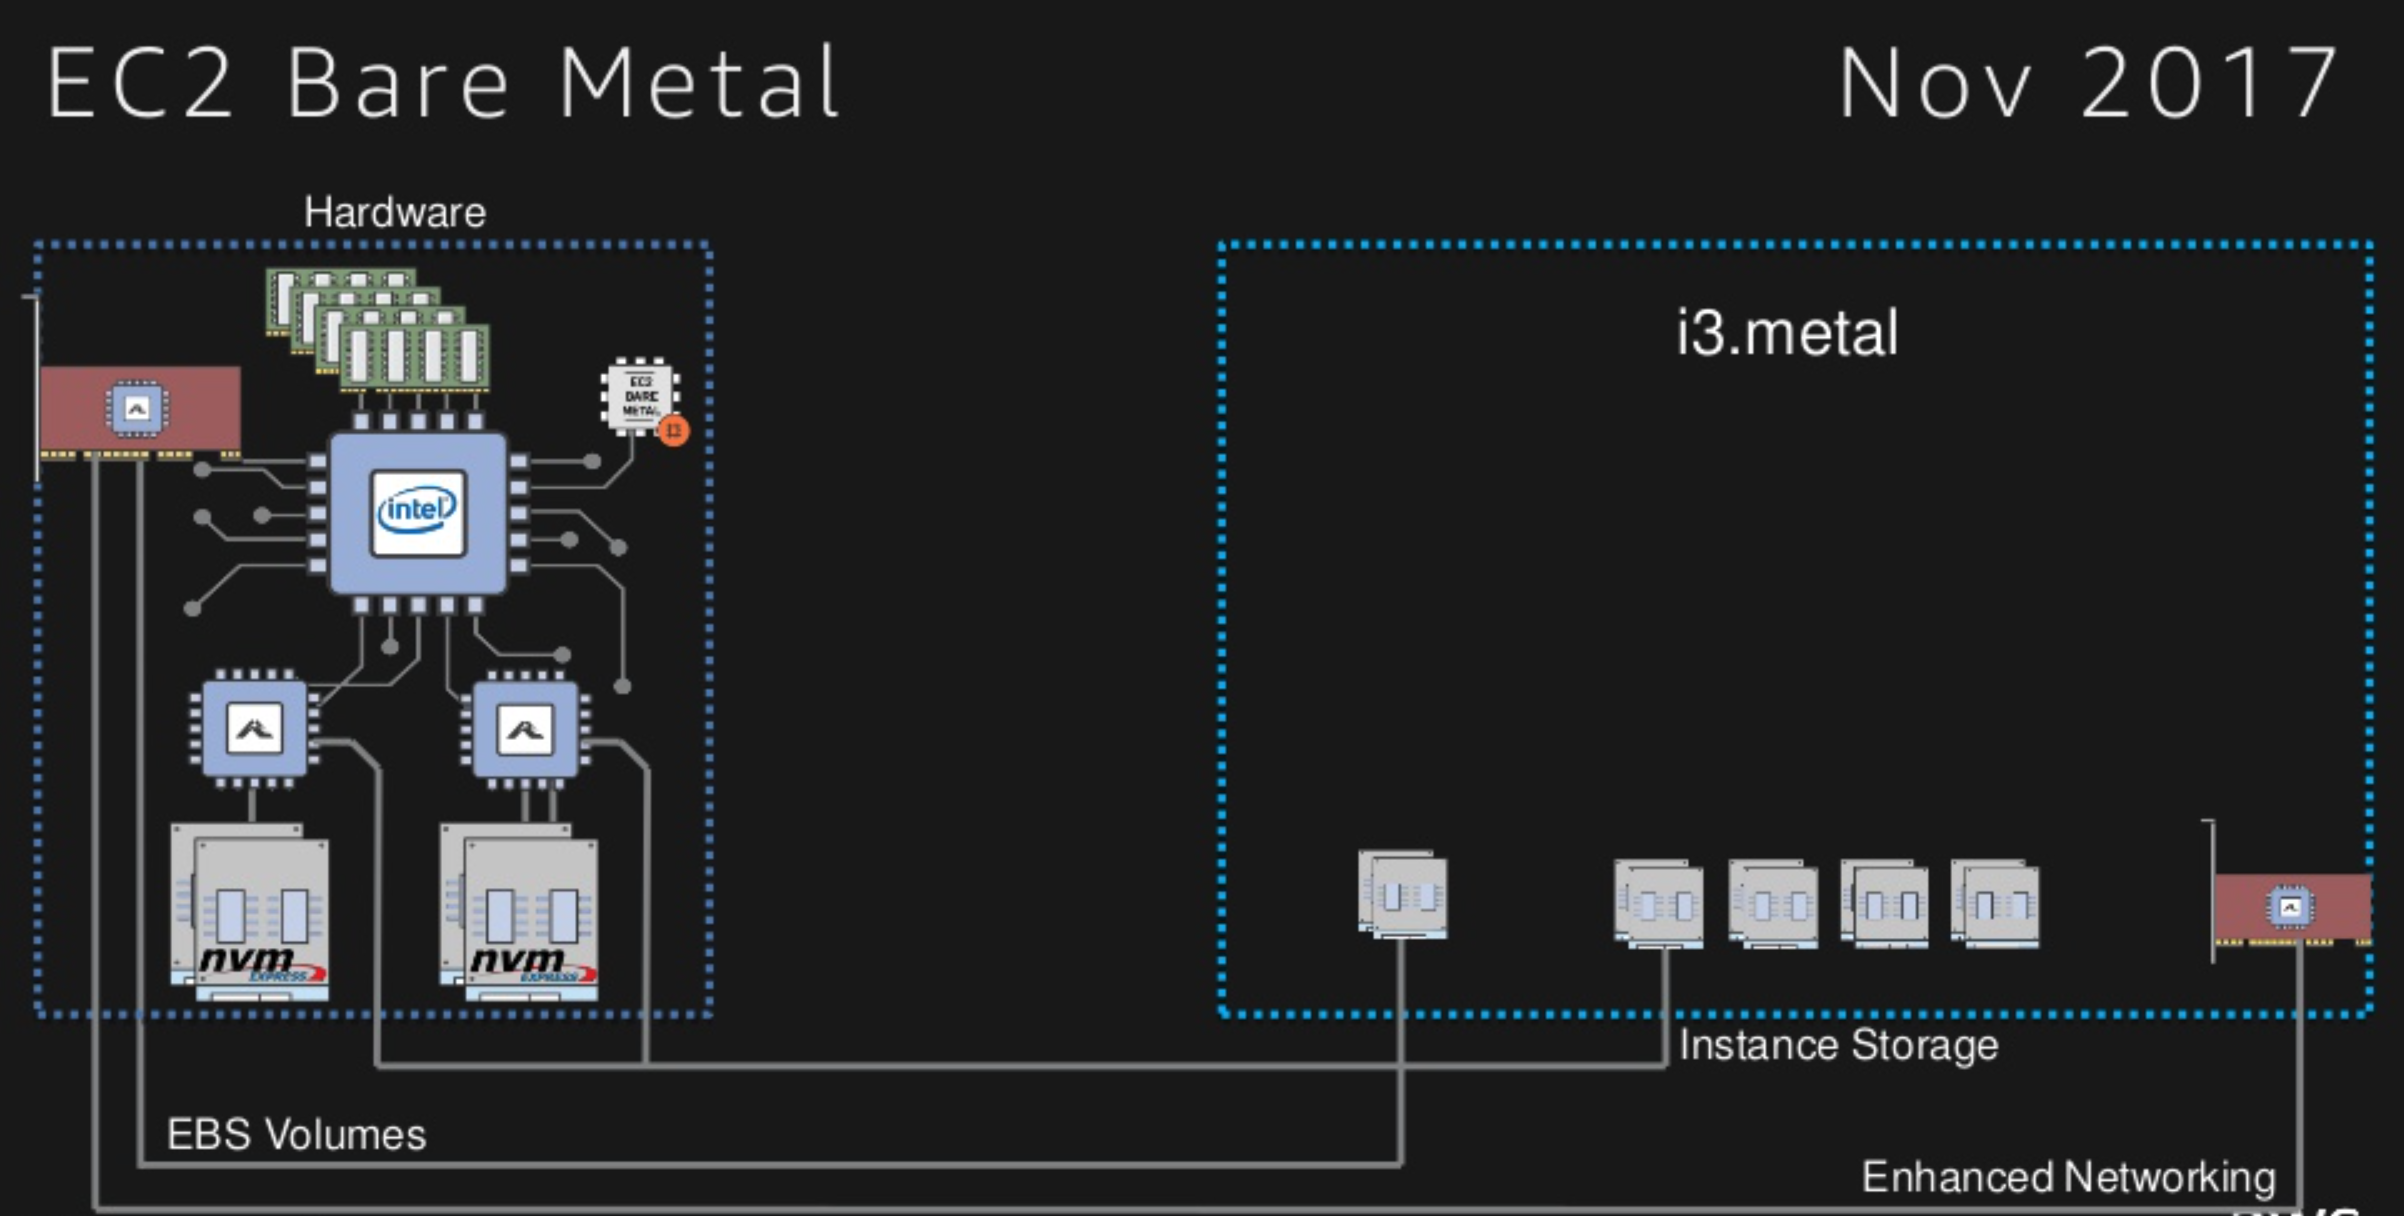 EC2 Bare Metal
Nov 2017
Hardware
i3.metal
EC2
BARE
METAL
intel
nvm
EXPRESS
nvm
EXPRESS
Instance Storage
EBS Volumes
Enhanced Networking